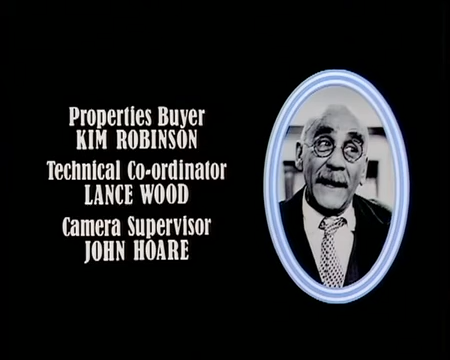 Properties Buyer
KIM ROBINSON
Technical Co-ordinator
LANCE WOOD
Camera Supervisor
JOHN HOARE